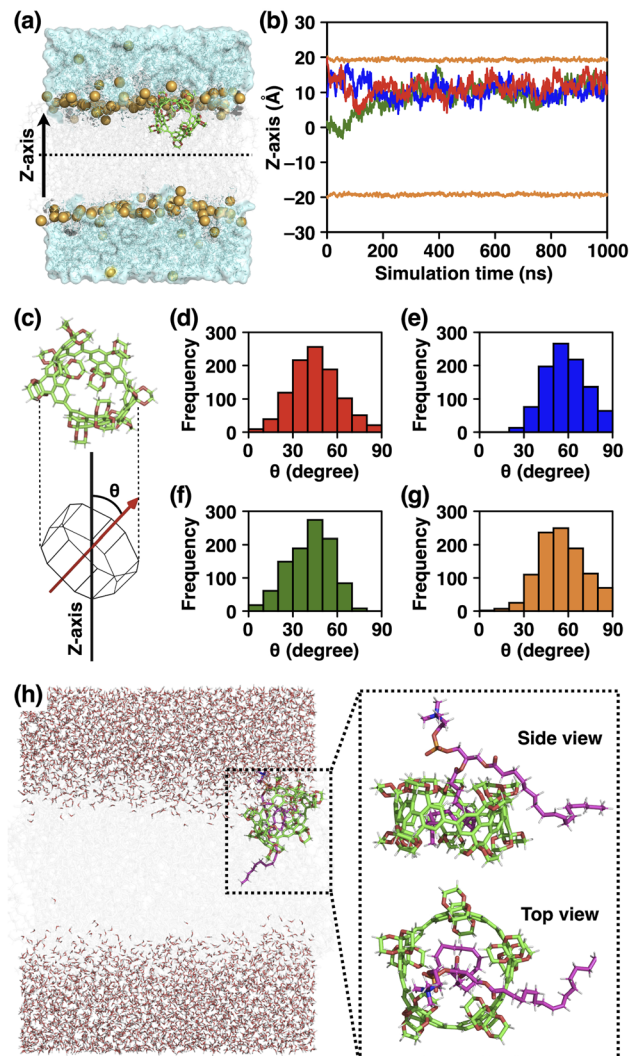 (a)
Z-axis
(b)
Z-axis (Å)
30
20
10
0
−10
−20
−30
0 200 400 600 800 1000
Simulation time (ns)
(c)
θ
Z-axis
(d)
Frequency
300
200
100
0
0 30 60 90
θ (degree)
(e)
Frequency
300
200
100
0
0 30 60 90
θ (degree)
(f)
Frequency
300
200
100
0
0 30 60 90
θ (degree)
(g)
Frequency
300
200
100
0
0 30 60 90
θ (degree)
(h)
Side view
Top view